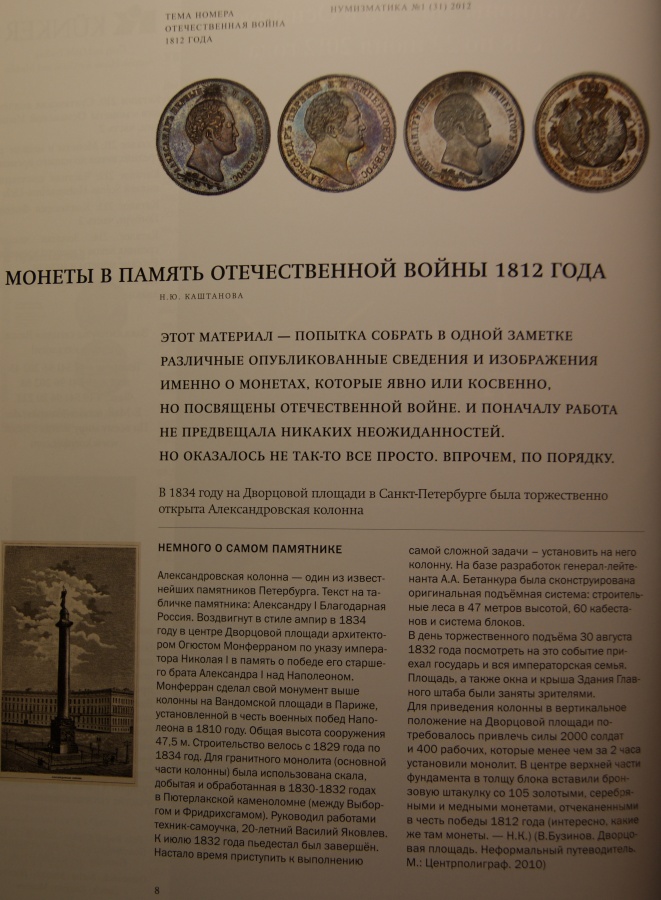 ТЕМА НОМЕРА
ОТЕЧЕСТВЕННАЯ ВОЙНА
1812 ГОДА
НУМИЗМАТИКА №1 (31) 2012
МОНЕТЫ В ПАМЯТЬ ОТЕЧЕСТВЕННОЙ ВОЙНЫ 1812 ГОДА
Н.Ю. КАШТАНОВА
ЭТОТ МАТЕРИАЛ — ПОПЫТКА СОБРАТЬ В ОДНОЙ ЗАМЕТКЕ
РАЗЛИЧНЫЕ ОПУБЛИКОВАННЫЕ СВЕДЕНИЯ И ИЗОБРАЖЕНИЯ
ИМЕННО О МОНЕТАХ, КОТОРЫЕ ЯВНО ИЛИ КОСВЕННО,
НО ПОСВЯЩЕНЫ ОТЕЧЕСТВЕННОЙ ВОЙНЕ. И ПОНАЧАЛУ РАБОТА
НЕ ПРЕДВЕЩАЛА НИКАКИХ НЕОЖИДАННОСТЕЙ.
НО ОКАЗАЛОСЬ НЕ ТАК-ТО ВСЕ ПРОСТО. ВПРОЧЕМ, ПО ПОРЯДКУ.
В 1834 году на Дворцовой площади в Санкт-Петербурге была торжественно
открыта Александровская колонна
НЕМНОГО О САМОМ ПАМЯТНИКЕ
Александровская колонна — один из извест-
нейших памятников Петербурга. Текст на та-
бличке памятника: Александру I Благодарная
Россия. Воздвигнут в стиле ампир в 1834
году в центре Дворцовой площади архитекто-
ром Огюстом Монферраном по указу импера-
тора Николая I в память о победе его старше-
го брата Александра I над Наполеоном.
Монферран сделал свой монумент выше
колонны на Вандомской площади в Париже,
установленной в честь военных побед Напо-
леона в 1810 году. Общая высота сооружения
47,5 м. Строительство велось с 1829 года по
1834 год. Для гранитного монолита (основной
части колонны) была использована скала,
добытая и обработанная в 1830-1832 годах
в Пютерлакской каменоломне (между Выбор-
гом и Фридрихсгамом). Руководил работами
техник-самоучка, 20-летний Василий Яковлев.
К июлю 1832 года пьедестал был завершён.
Настало время приступить к выполнению
самой сложной задачи – установить на него
колонну. На базе разработок генерал-лейте-
нанта А.А. Бетанкура была сконструирована
оригинальная подъёмная система: строитель-
ные леса в 47 метров высотой, 60 кабеста-
нов и система блоков.
В день торжественного подъёма 30 августа
1832 года посмотреть на это событие при-
ехал государь и вся императорская семья.
Площадь, а также окна и крыша Здания Глав-
ного штаба были заняты зрителями.
Для приведения колонны в вертикальное
положение на Дворцовой площади по-
требовалось привлечь силы 2000 солдат
и 400 рабочих, которые менее чем за 2 часа
установили монолит. В центре верхней части
фундамента в толщу блока вставили брон-
зовую шкатулку со 105 золотыми, серебря-
ными и медными монетами, отчеканенными
в честь победы 1812 года (интересно, какие
же там монеты. — Н.К.) (В.Бузинов. Дворцо-
вая площадь. Неформальный путеводитель.
М.: Центрполиграф. 2010)
8